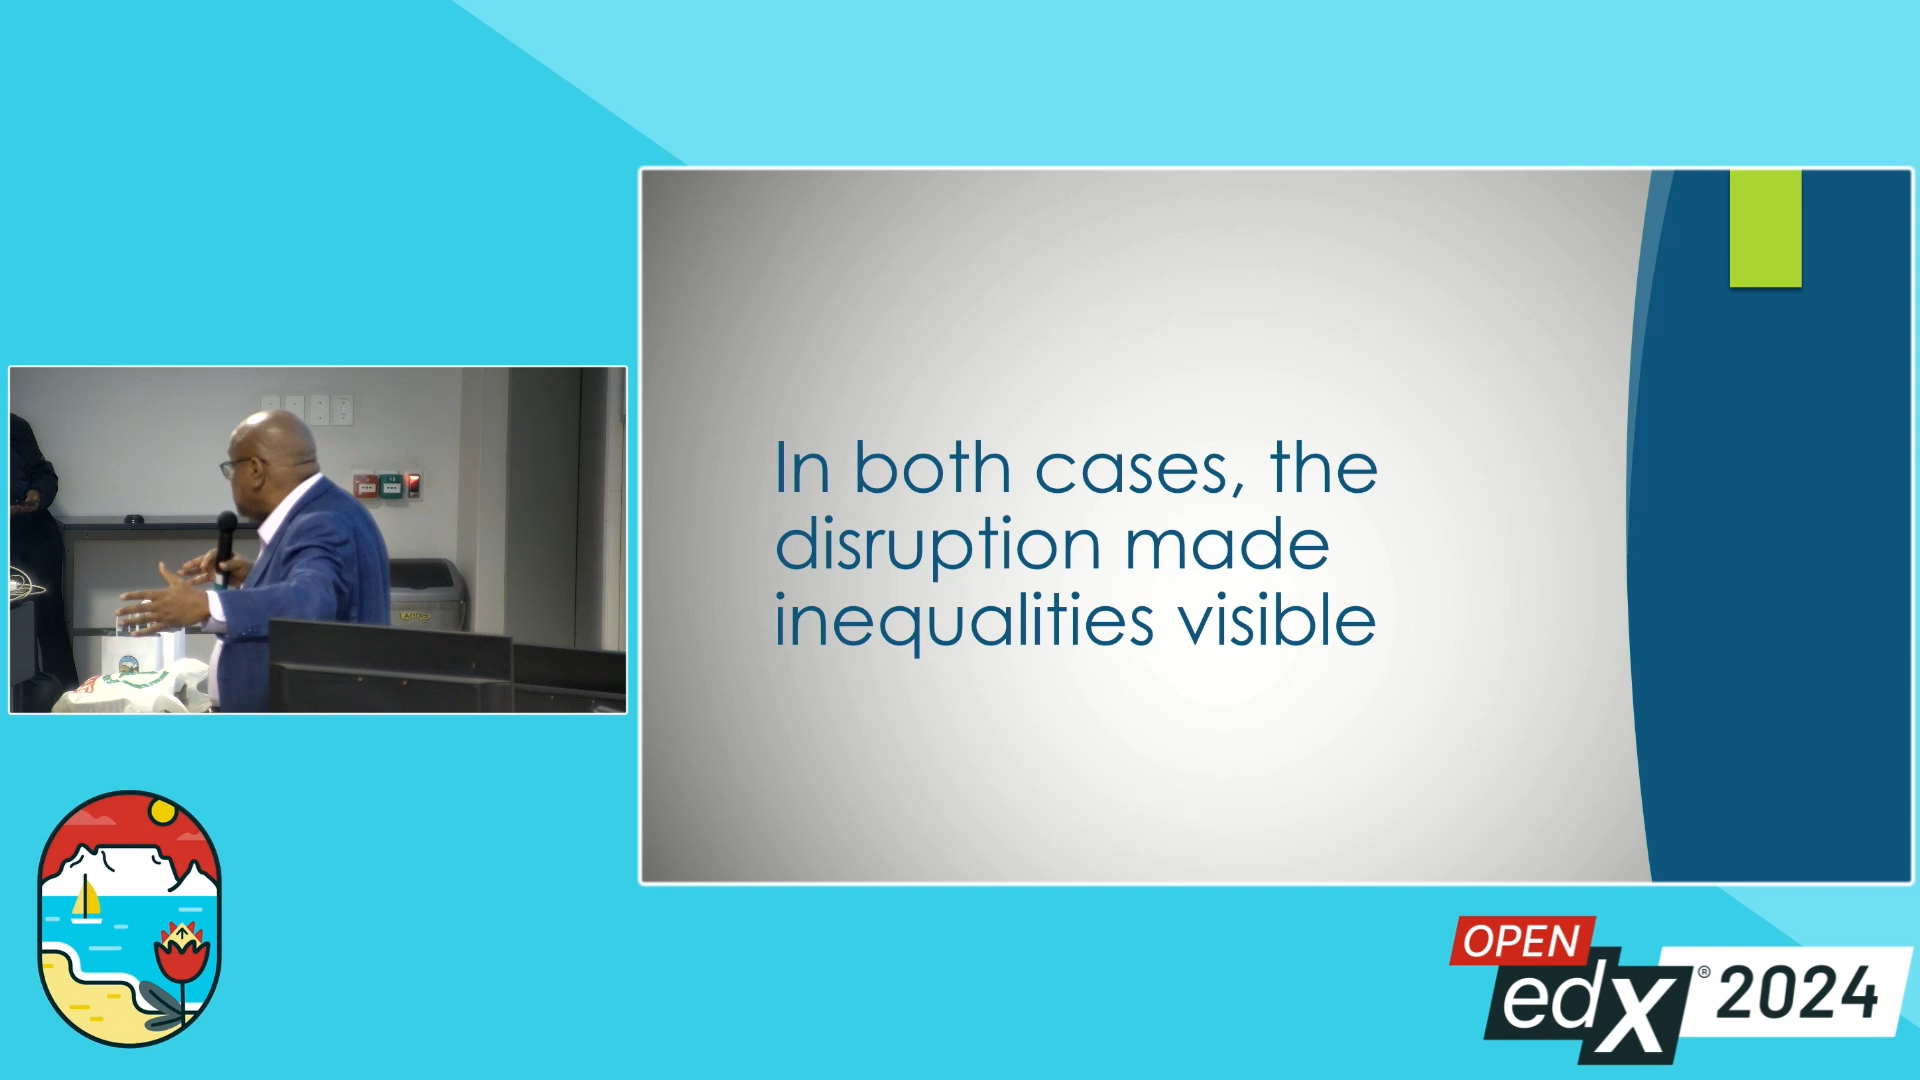 In both cases, the
disruption made
inequalities visible
OPEN
edX® 2024